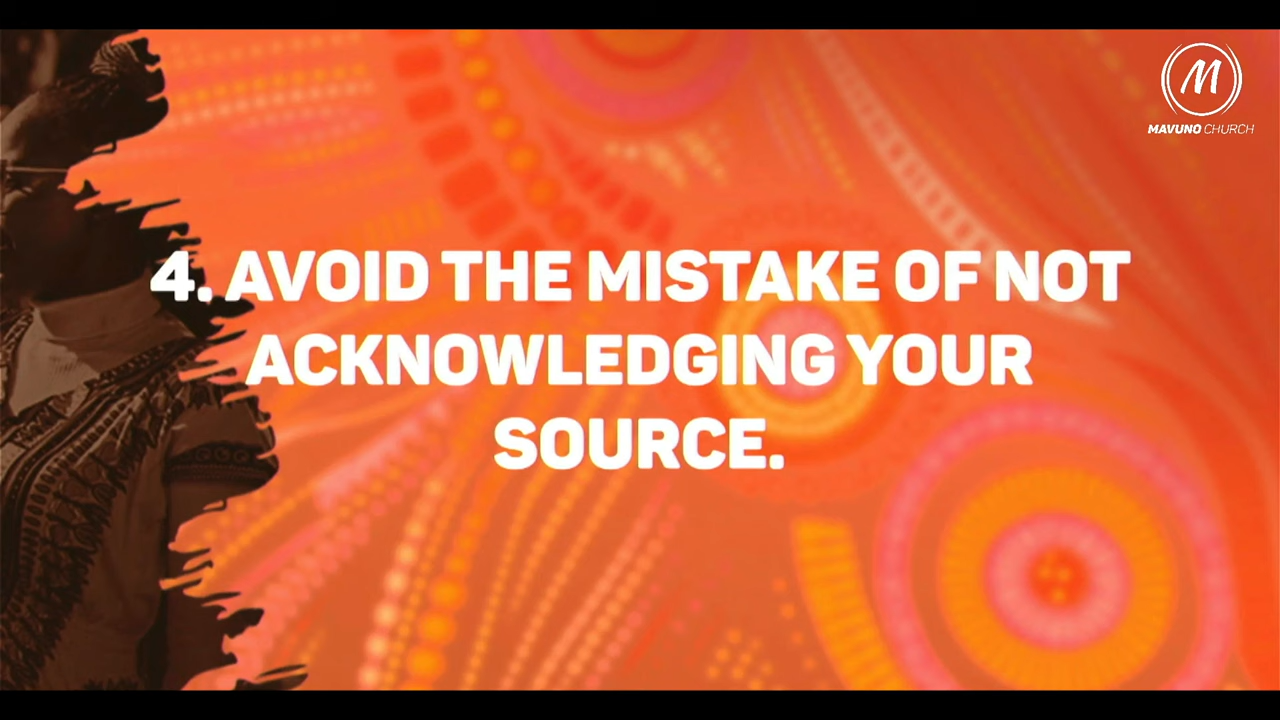 M
MAVUNO CHURCH
4. AVOID THE MISTAKE OF NOT
ACKNOWLEDGING YOUR
SOURCE.